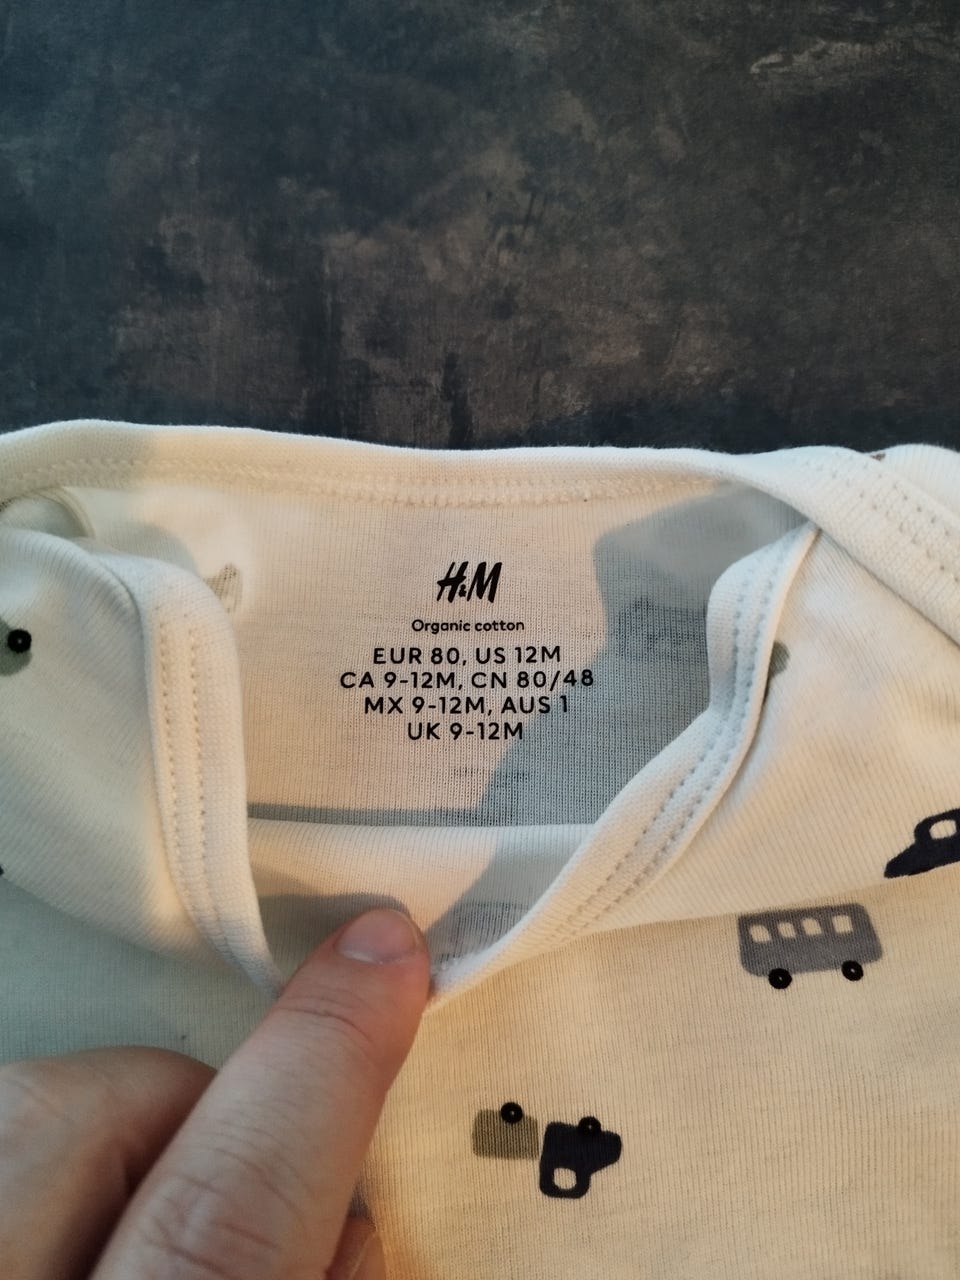 H&M
Organic cotton
EUR 80, US 12M
CA 9-12M, CN 80/48
MX 9-12M, AUS 1
UK 9-12M